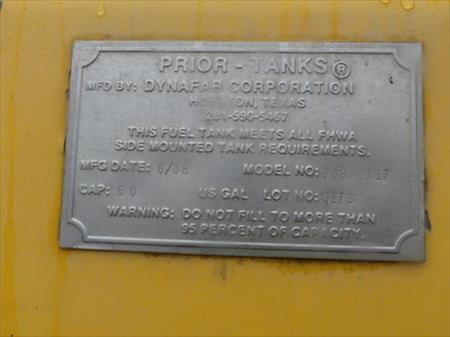 PRIOR - TANKS®
MFD BY: DYNAFAB CORPORATION
HOUSTON, TEXAS
281-590-5467
THIS FUEL TANK MEETS ALL FHWA
SIDE MOUNTED TANK REQUIREMENTS.
MFG DATE: 8/08 MODEL NO:
CAP: 60 US GAL LOT NO: 3273
WARNING: DO NOT FILL TO MORE THAN
95 PERCENT OF CAPACITY.